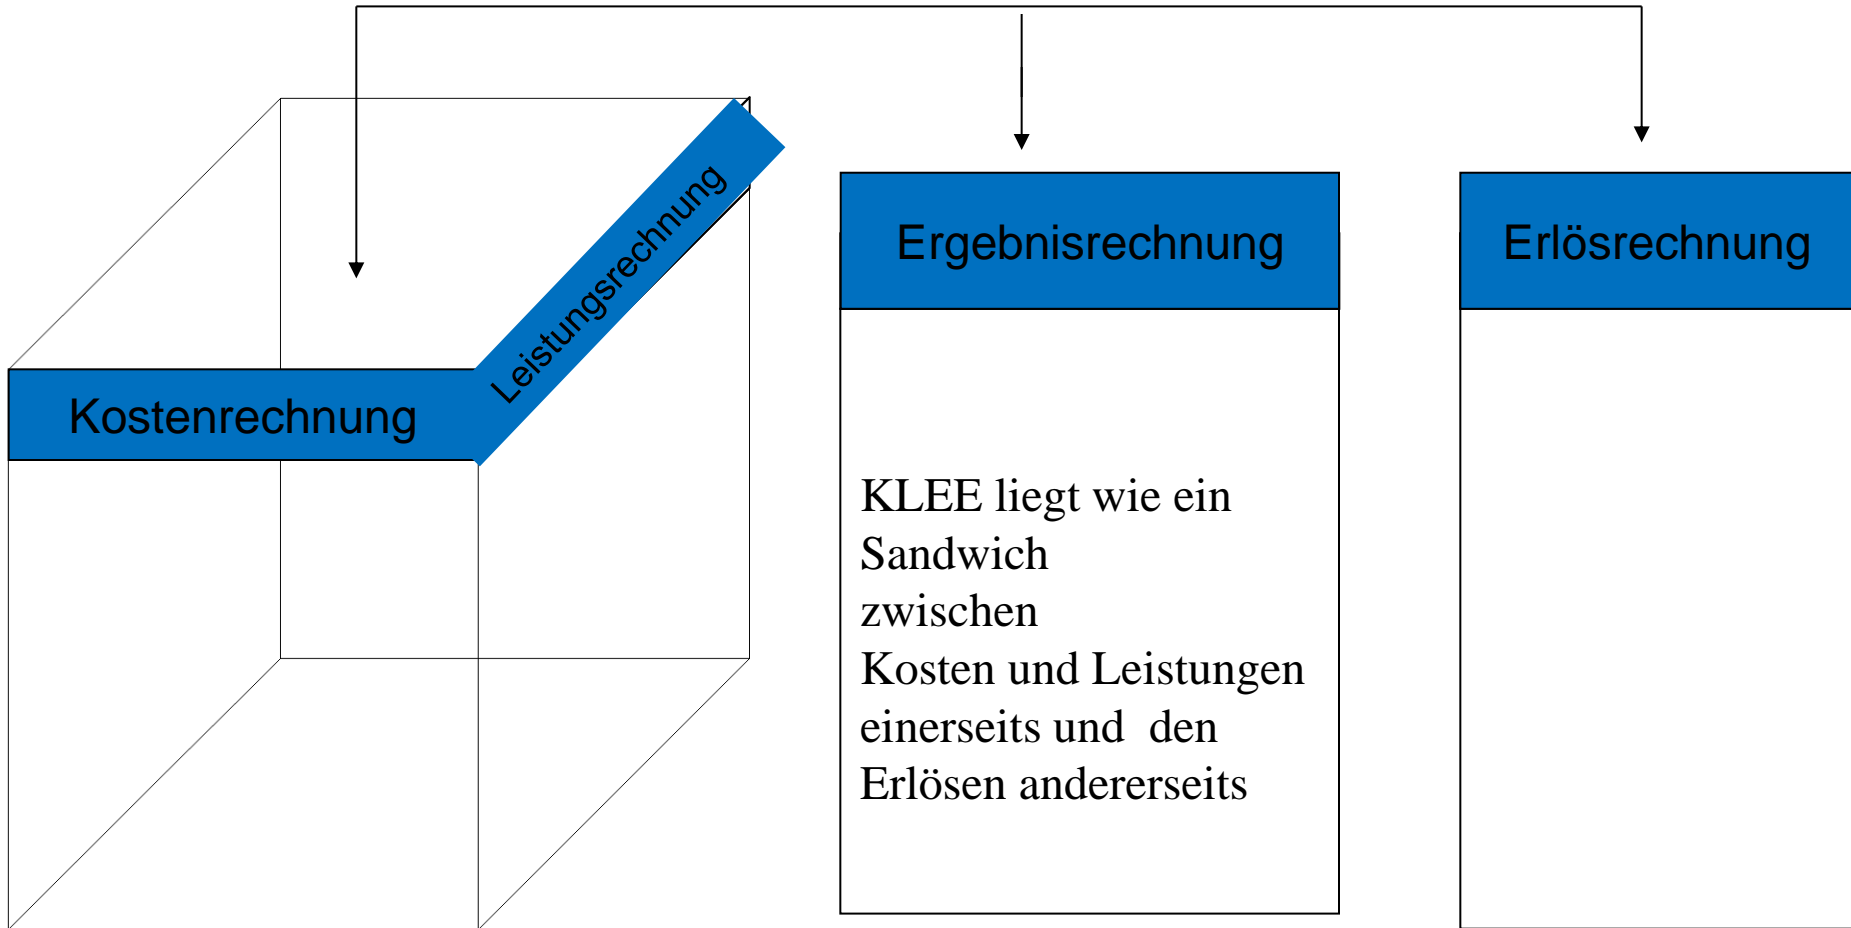 Kostenrechnung
Leistungsrechnung
Ergebnisrechnung
KLEE liegt wie ein
Sandwich
zwischen
Kosten und Leistungen
einerseits und  den
Erlösen andererseits
Erlösrechnung